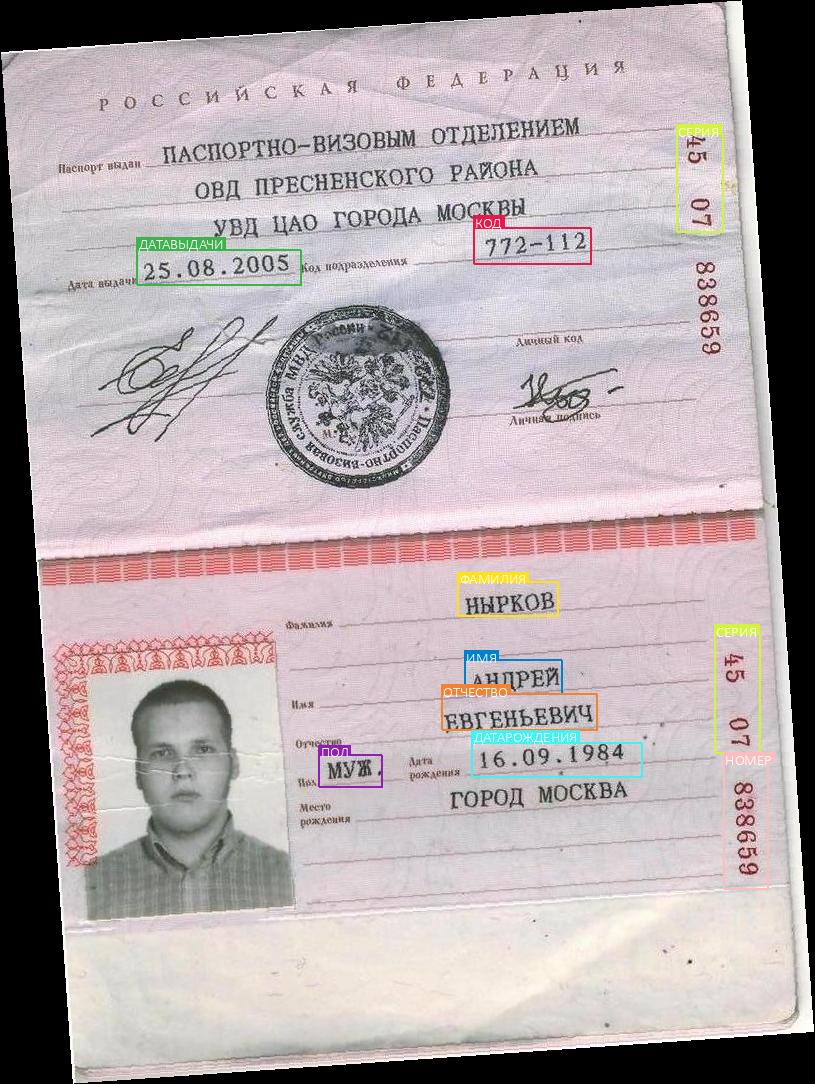 РОССИЙСКАЯ ФЕДЕРАЦИЯ
Паспорт выдан ПАСПОРТНО-ВИЗОВЫМ ОТДЕЛЕНИЕМ
ОВД ПРЕСНЕНСКОГО РАЙОНА
УВД ЦАО ГОРОДА МОСКВЫ
СЕРИЯ
45 07
838659
ДАТАВЫДАЧИ
КОД
Дата выдачи 25.08.2005 Код подразделения 772-112
Личный код
Личная подпись
М.
Паспортно-визовая служба МВД России
ФАМИЛИЯ
Фамилия НЫРКОВ
ИМЯ
Имя АНДРЕЙ
ОТЧЕСТВО
Отчество ЕВГЕНЬЕВИЧ
ПОЛ
ДАТАРОЖДЕНИЯ
Пол МУЖ. Дата рождения 16.09.1984
Место рождения ГОРОД МОСКВА
СЕРИЯ
45 07
НОМЕР
838659